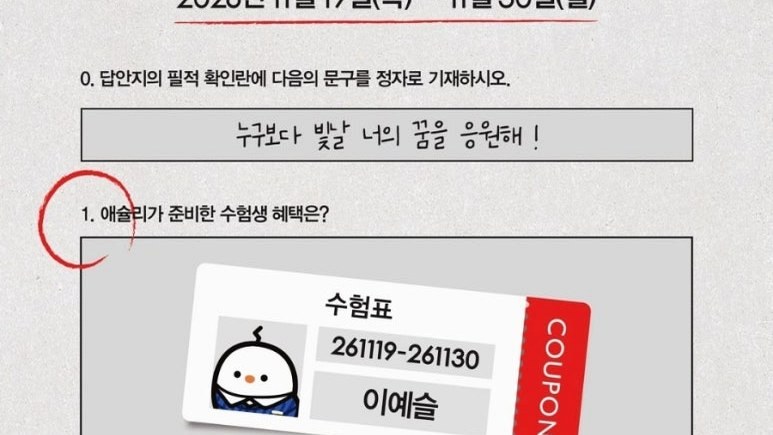 0. 답안지의 필적 확인란에 다음의 문구를 정자로 기재하시오.
누구보다 빛날 너의 꿈을 응원해!
1. 애슐리가 준비한 수험생 혜택은?
수험표
261119-261130
이예슬
COUPON